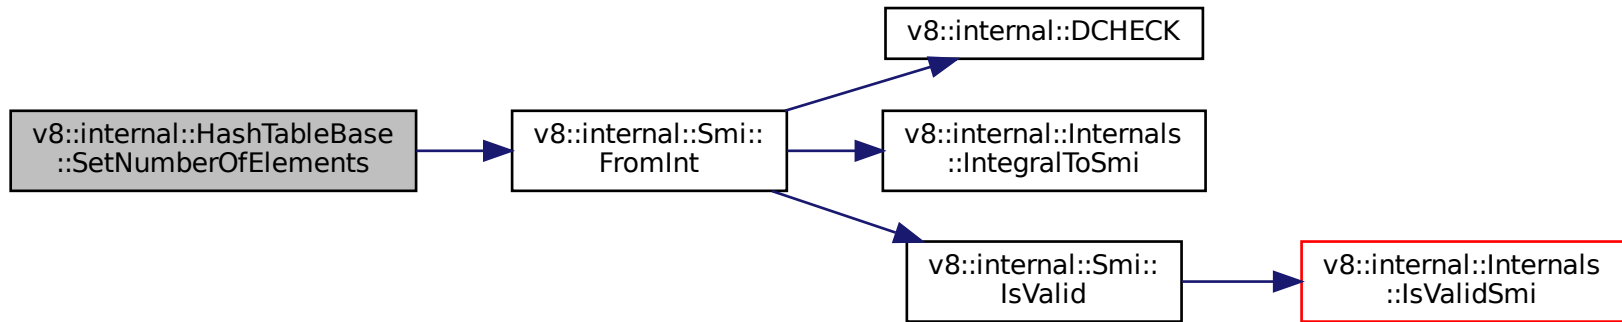 v8::internal::DCHECK
v8::internal::HashTableBase
::SetNumberOfElements
v8::internal::Smi::
FromInt
v8::internal::Internals
::IntegralToSmi
v8::internal::Smi::
IsValid
v8::internal::Internals
::IsValidSmi